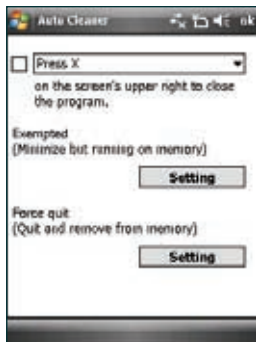 Auto Cleaner
ok
Press X
on the screen's upper right to close
the program.
Exempted
(Minimize but running on memory)
Setting
Force quit
(Quit and remove from memory)
Setting